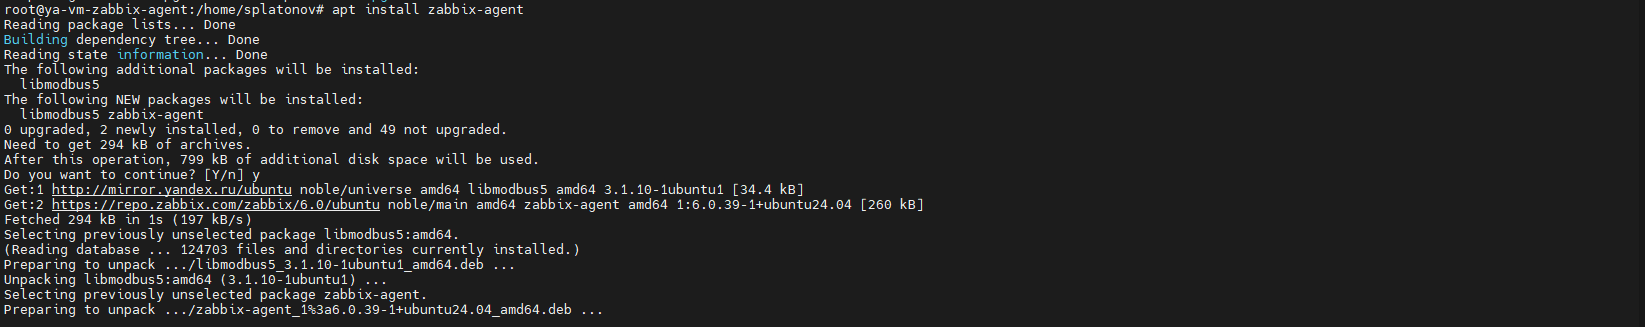 root@ya-vm-zabbix-agent:/home/splatonov# apt install zabbix-agent
Reading package lists... Done
Building dependency tree... Done
Reading state information... Done
The following additional packages will be installed:
  libmodbus5
The following NEW packages will be installed:
  libmodbus5 zabbix-agent
0 upgraded, 2 newly installed, 0 to remove and 49 not upgraded.
Need to get 294 kB of archives.
After this operation, 799 kB of additional disk space will be used.
Do you want to continue? [Y/n] y
Get:1 http://mirror.yandex.ru/ubuntu noble/universe amd64 libmodbus5 amd64 3.1.10-1ubuntu1 [34.4 kB]
Get:2 https://repo.zabbix.com/zabbix/6.0/ubuntu noble/main amd64 zabbix-agent amd64 1:6.0.39-1+ubuntu24.04 [260 kB]
Fetched 294 kB in 1s (197 kB/s)
Selecting previously unselected package libmodbus5:amd64.
(Reading database ... 124703 files and directories currently installed.)
Preparing to unpack .../libmodbus5_3.1.10-1ubuntu1_amd64.deb ...
Unpacking libmodbus5:amd64 (3.1.10-1ubuntu1) ...
Selecting previously unselected package zabbix-agent.
Preparing to unpack .../zabbix-agent_1%3a6.0.39-1+ubuntu24.04_amd64.deb ...